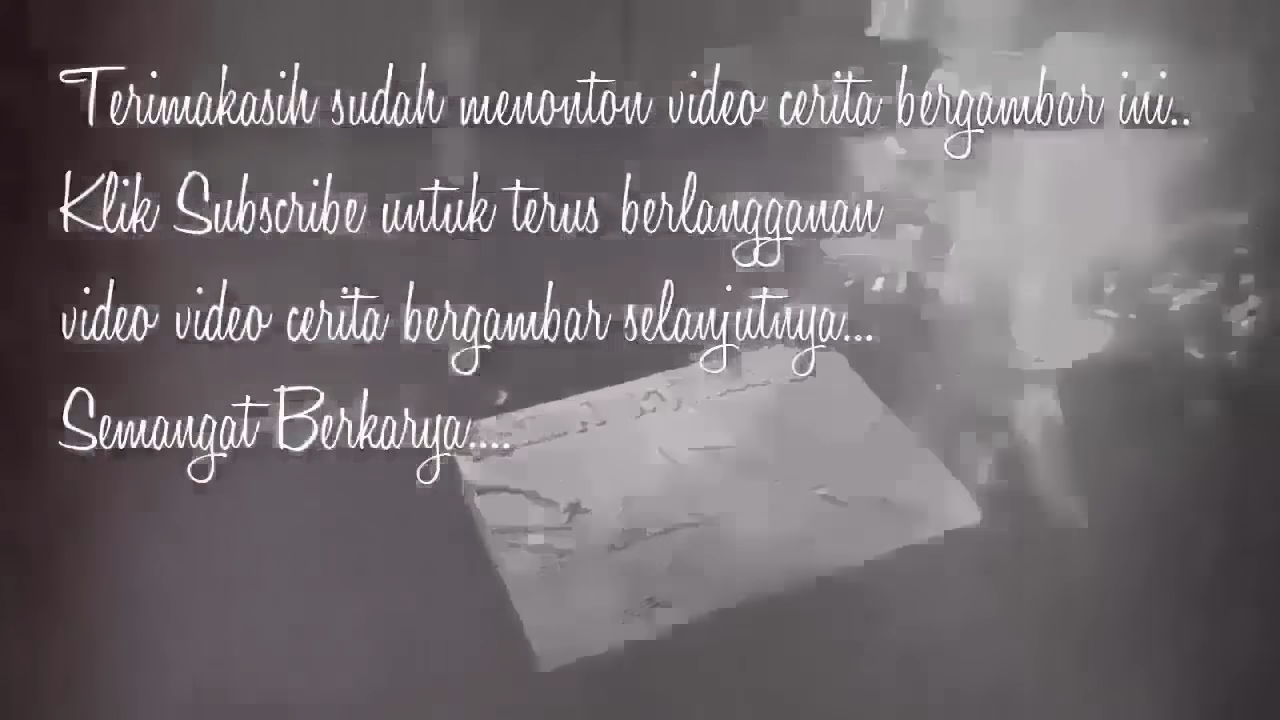 Terimakasih sudah menonton video cerita bergambar ini..
Klik Subscribe untuk terus berlangganan
video video cerita bergambar selanjutnya...
Semangat Berkarya....